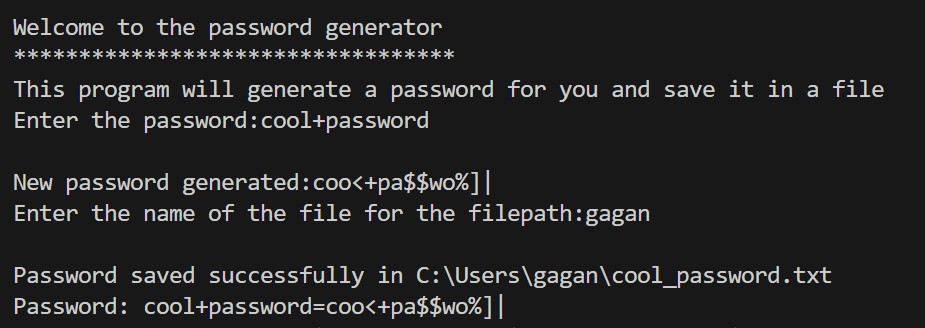 Welcome to the password generator
**********************************
This program will generate a password for you and save it in a file
Enter the password:cool+password

New password generated:coo<+pa$$wo%]|
Enter the name of the file for the filepath:gagan

Password saved successfully in C:\Users\gagan\cool_password.txt
Password: cool+password=coo<+pa$$wo%]|